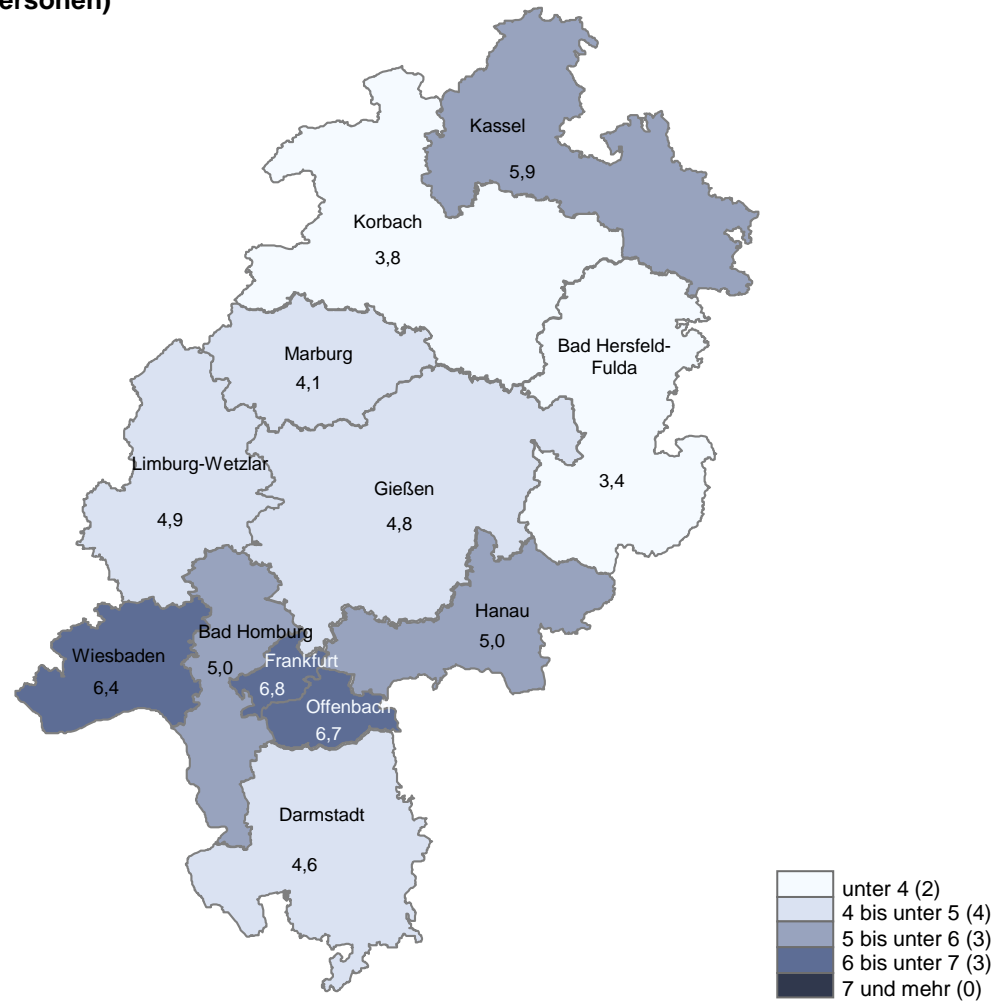 ersonen)
Kassel
5,9
Korbach
3,8
Bad Hersfeld-
Fulda
3,4
Marburg
4,1
Limburg-Wetzlar
4,9
Gießen
4,8
Hanau
5,0
Bad Homburg
5,0
Wiesbaden
6,4
Frankfurt
6,8
Offenbach
6,7
Darmstadt
4,6
unter 4 (2)
4 bis unter 5 (4)
5 bis unter 6 (3)
6 bis unter 7 (3)
7 und mehr (0)